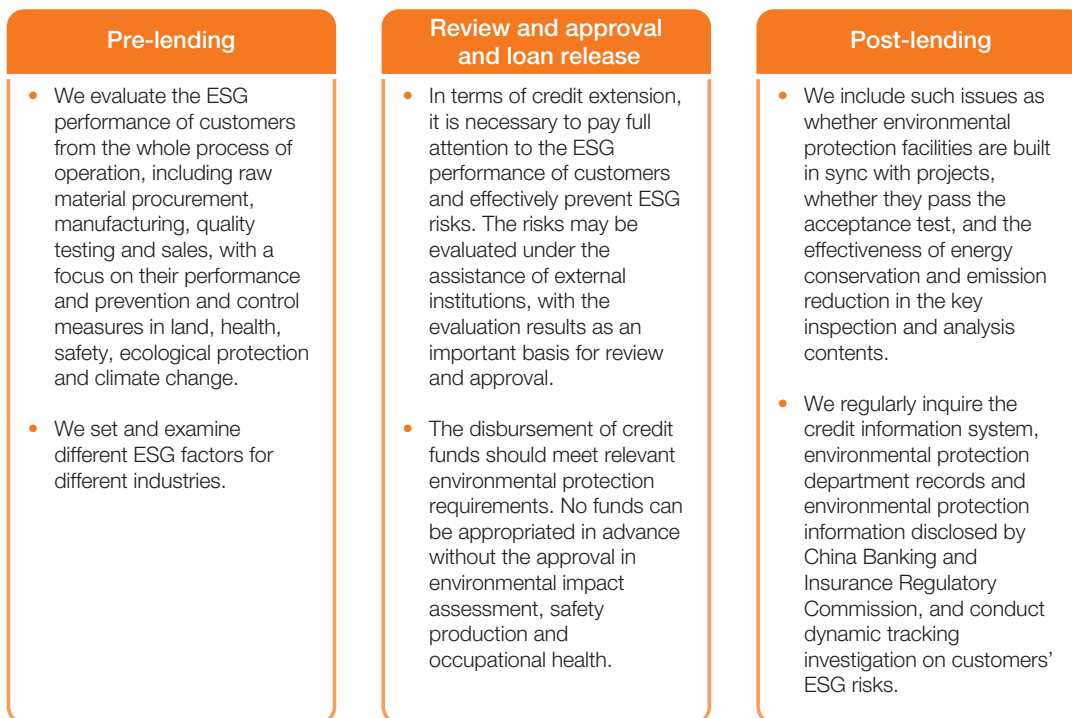 Pre-lending
• We evaluate the ESG
performance of customers
from the whole process of
operation, including raw
material procurement,
manufacturing, quality
testing and sales, with a
focus on their performance
and prevention and control
measures in land, health,
safety, ecological protection
and climate change.
• We set and examine
different ESG factors for
different industries.
Review and approval
and loan release
• In terms of credit extension,
it is necessary to pay full
attention to the ESG
performance of customers
and effectively prevent ESG
risks. The risks may be
evaluated under the
assistance of external
institutions, with the
evaluation results as an
important basis for review
and approval.
• The disbursement of credit
funds should meet relevant
environmental protection
requirements. No funds can
be appropriated in advance
without the approval in
environmental impact
assessment, safety
production and
occupational health.
Post-lending
• We include such issues as
whether environmental
protection facilities are built
in sync with projects,
whether they pass the
acceptance test, and the
effectiveness of energy
conservation and emission
reduction in the key
inspection and analysis
contents.
• We regularly inquire the
credit information system,
environmental protection
department records and
environmental protection
information disclosed by
China Banking and
Insurance Regulatory
Commission, and conduct
dynamic tracking
investigation on customers’
ESG risks.